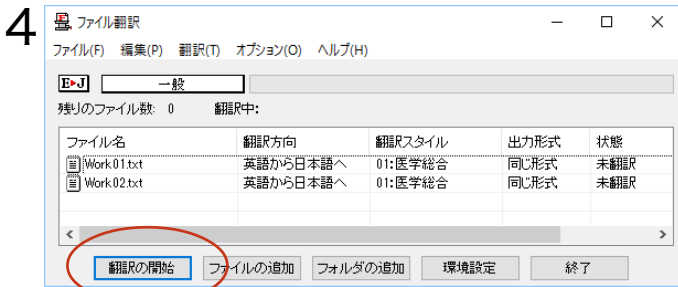 4
ファイル翻訳
ファイル(F) 編集(P) 翻訳(T) オプション(O) ヘルプ(H)
E▸J 一般
残りのファイル数: 0 翻訳中:
ファイル名 翻訳方向 翻訳スタイル 出力形式 状態
Work01.txt 英語から日本語へ 01:医学総合 同じ形式 未翻訳
Work02.txt 英語から日本語へ 01:医学総合 同じ形式 未翻訳
翻訳の開始 ファイルの追加 フォルダの追加 環境設定 終了